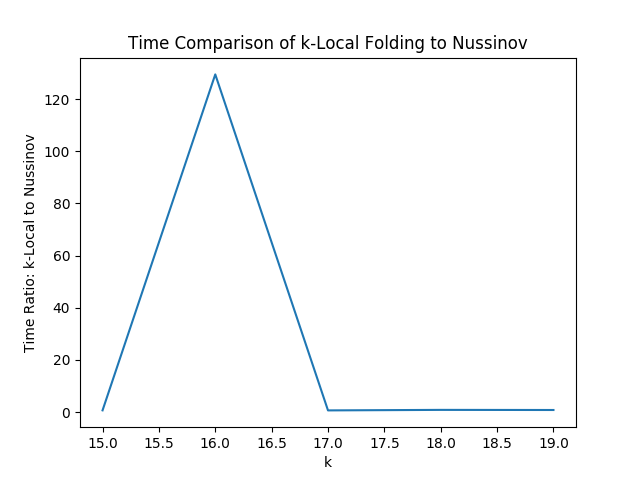 Time Comparison of k-Local Folding to Nussinov
Time Ratio: k-Local to Nussinov
120
100
80
60
40
20
0
15.0 15.5 16.0 16.5 17.0 17.5 18.0 18.5 19.0
k